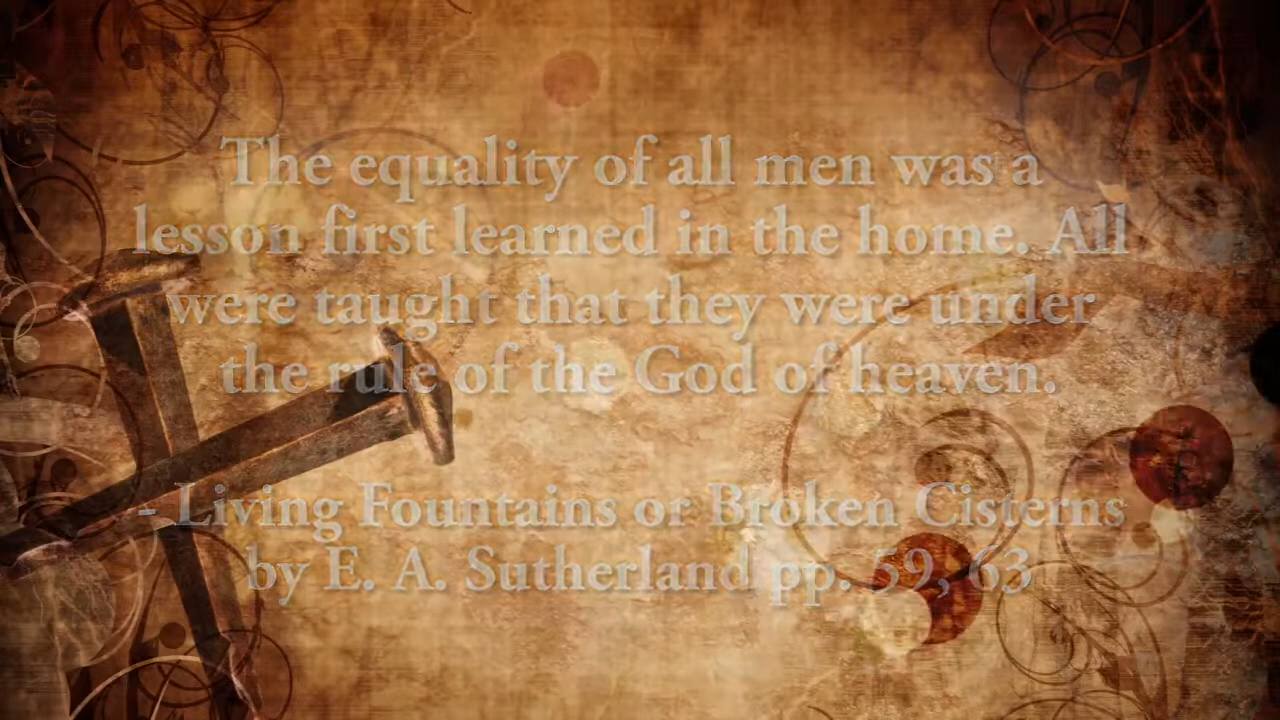 The equality of all men was a
lesson first learned in the home. All
were taught that they were under
the rule of the God of heaven.
- Living Fountains or Broken Cisterns
by E. A. Sutherland pp. 59, 63